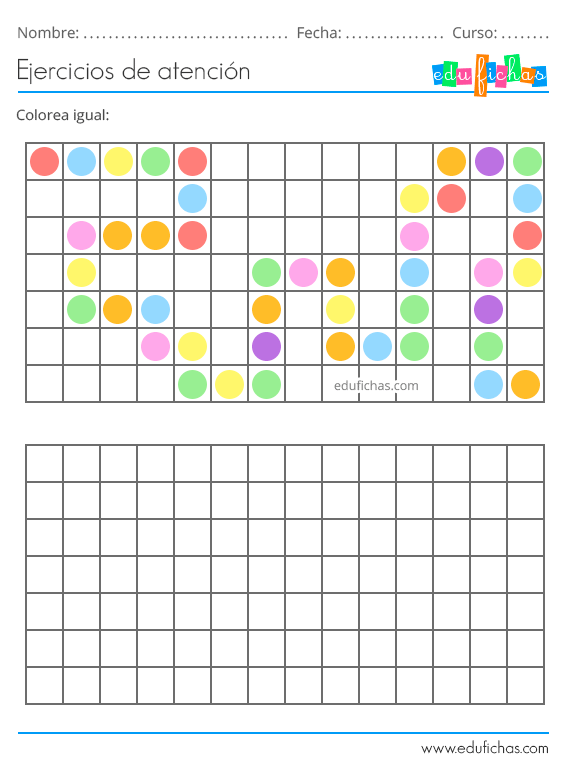 Nombre: ................................ Fecha: ................ Curso: ........
Ejercicios de atención
edufichas
Colorea igual:
edufichas.com
www.edufichas.com